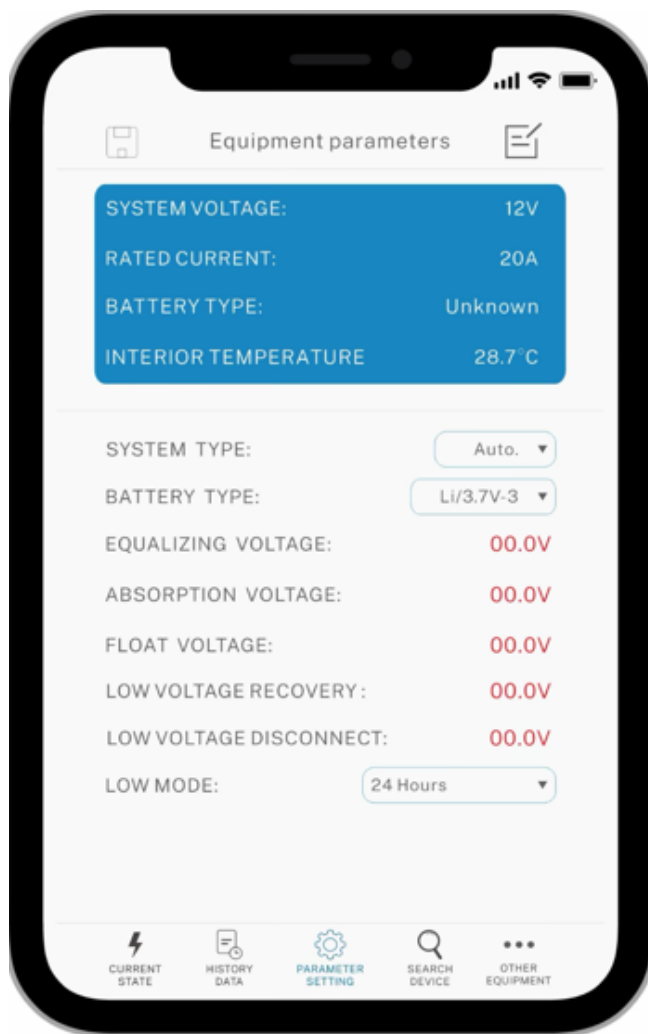 Equipment parameters
SYSTEM VOLTAGE: 12V
RATED CURRENT: 20A
BATTERY TYPE: Unknown
INTERIOR TEMPERATURE 28.7°C
SYSTEM TYPE: Auto.
BATTERY TYPE: Li/3.7V-3
EQUALIZING VOLTAGE: 00.0V
ABSORPTION VOLTAGE: 00.0V
FLOAT VOLTAGE: 00.0V
LOW VOLTAGE RECOVERY: 00.0V
LOW VOLTAGE DISCONNECT: 00.0V
LOW MODE: 24 Hours
CURRENT STATE
HISTORY DATA
PARAMETER SETTING
SEARCH DEVICE
OTHER EQUIPMENT